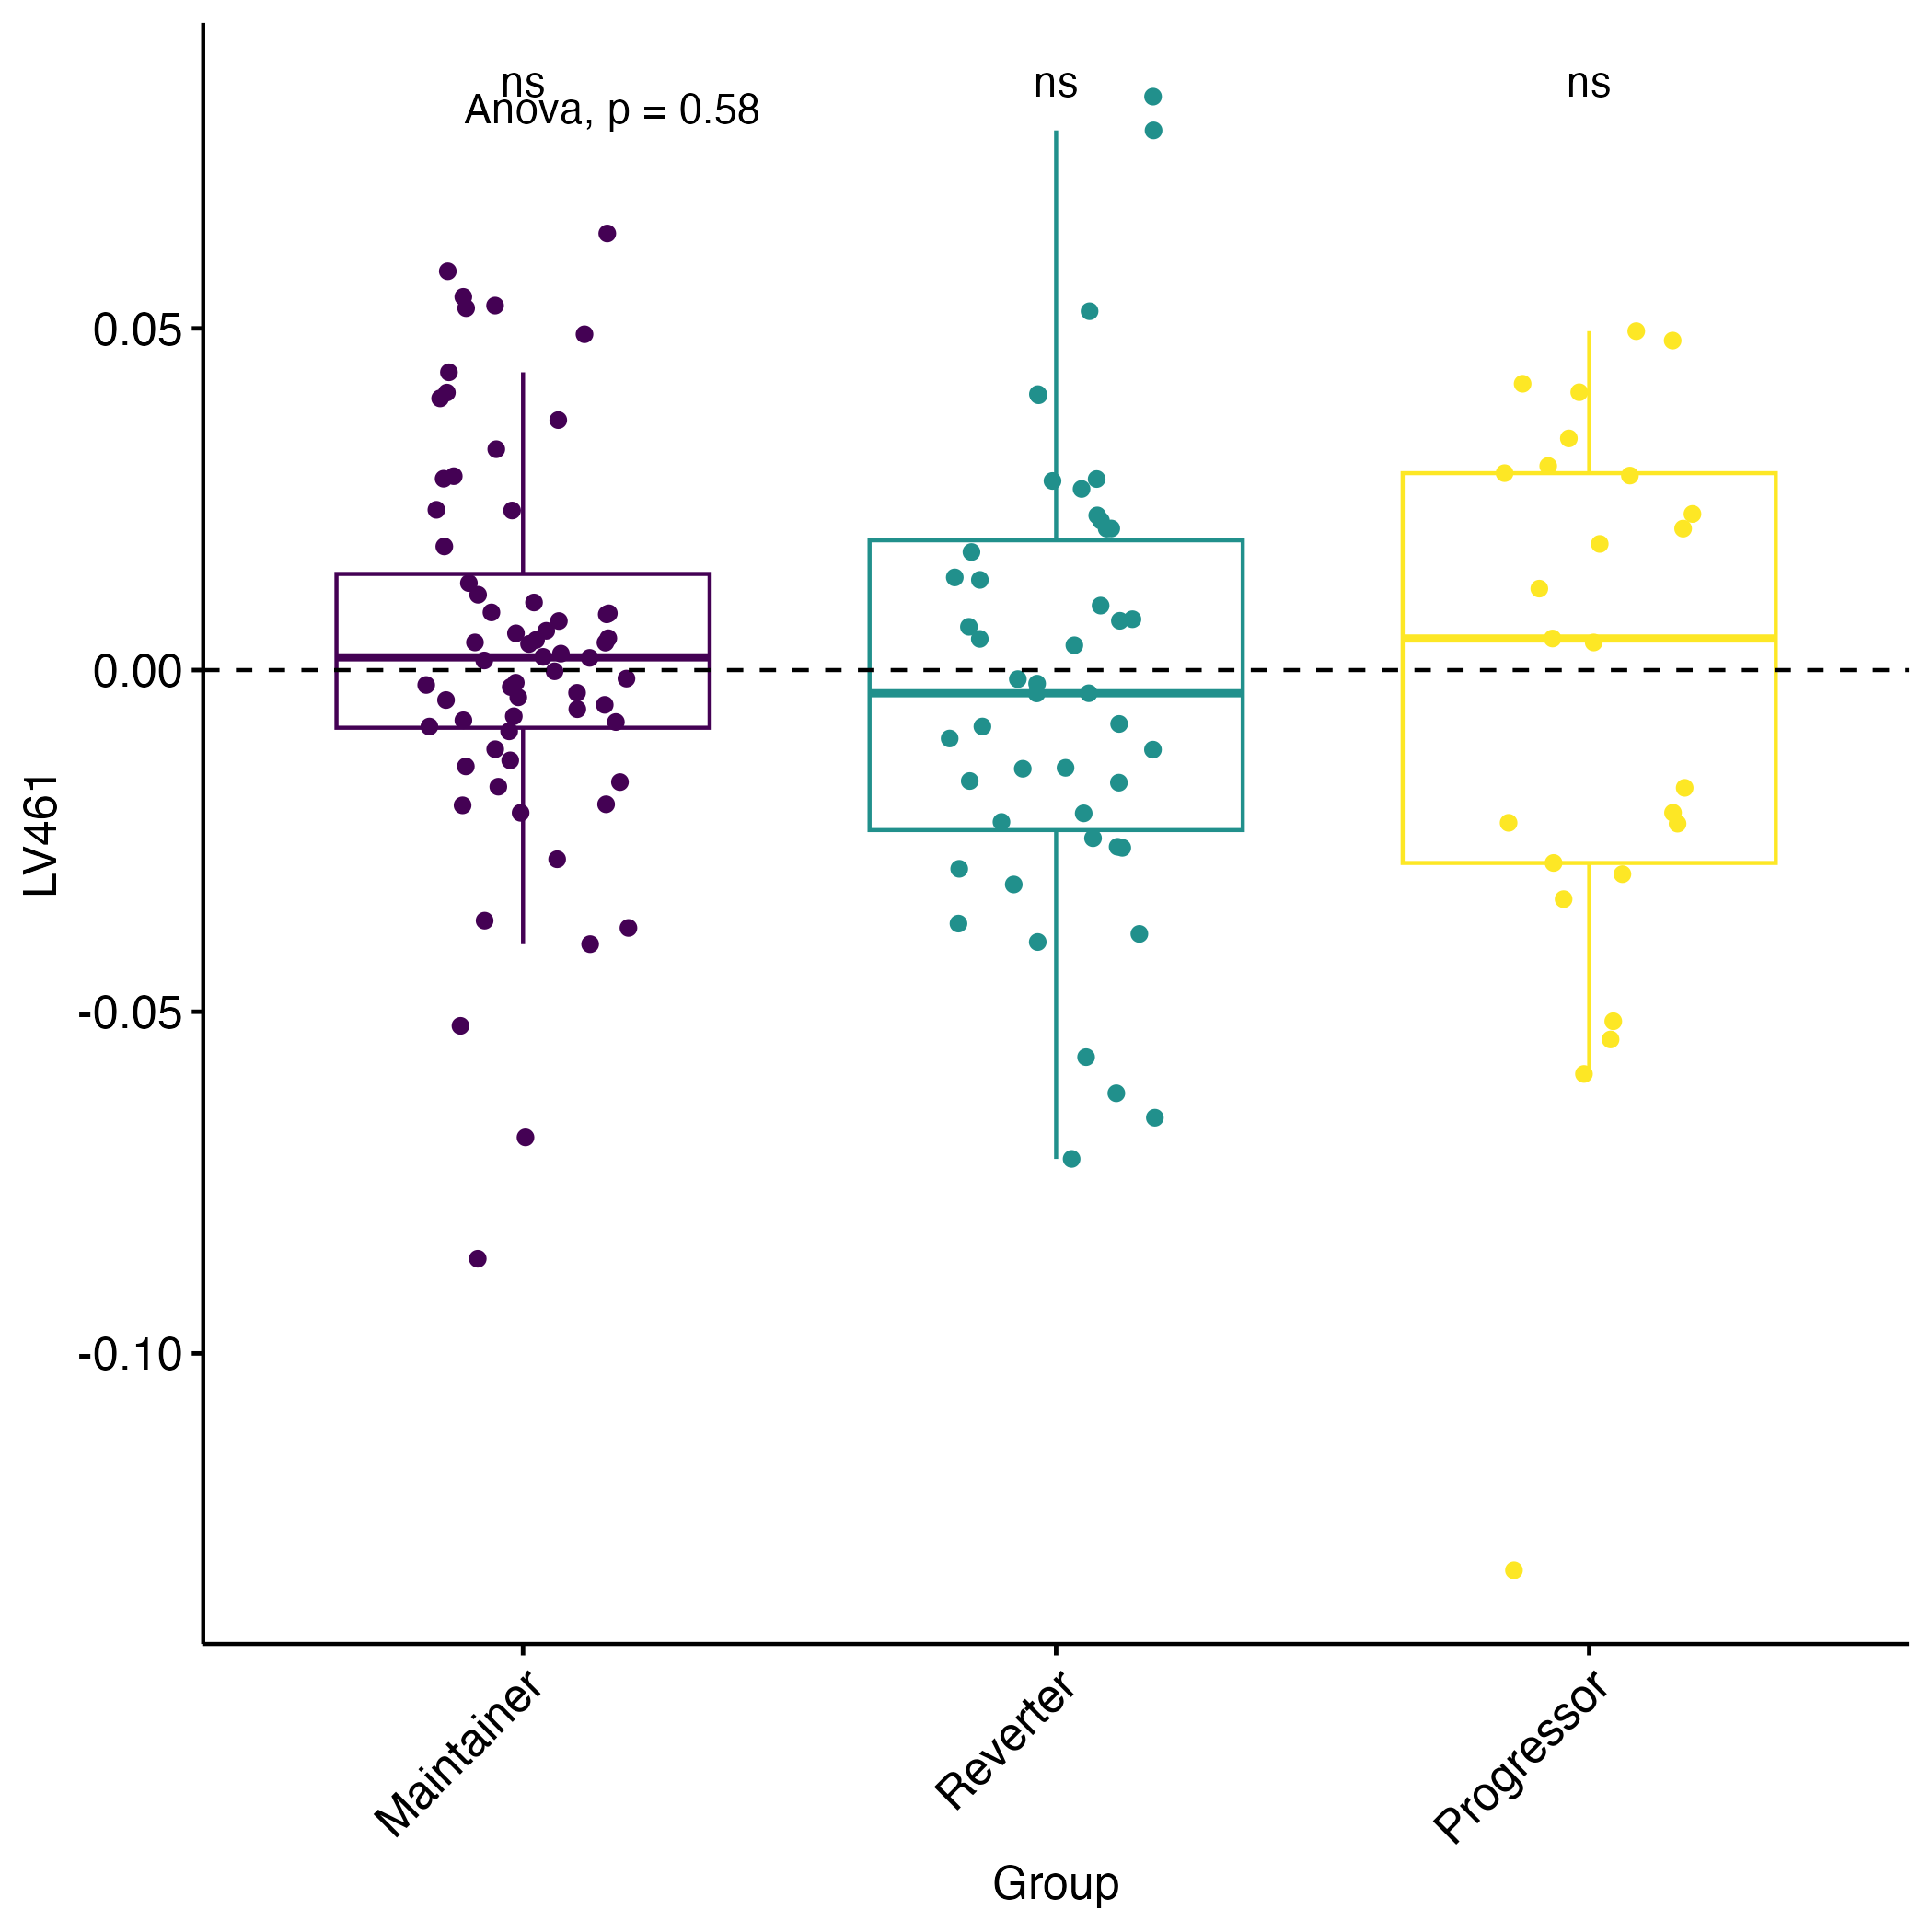 ns ns ns
Anova, p = 0.58
0.05
0.00
-0.05
-0.10
LV461
Maintainer
Reverter
Progressor
Group